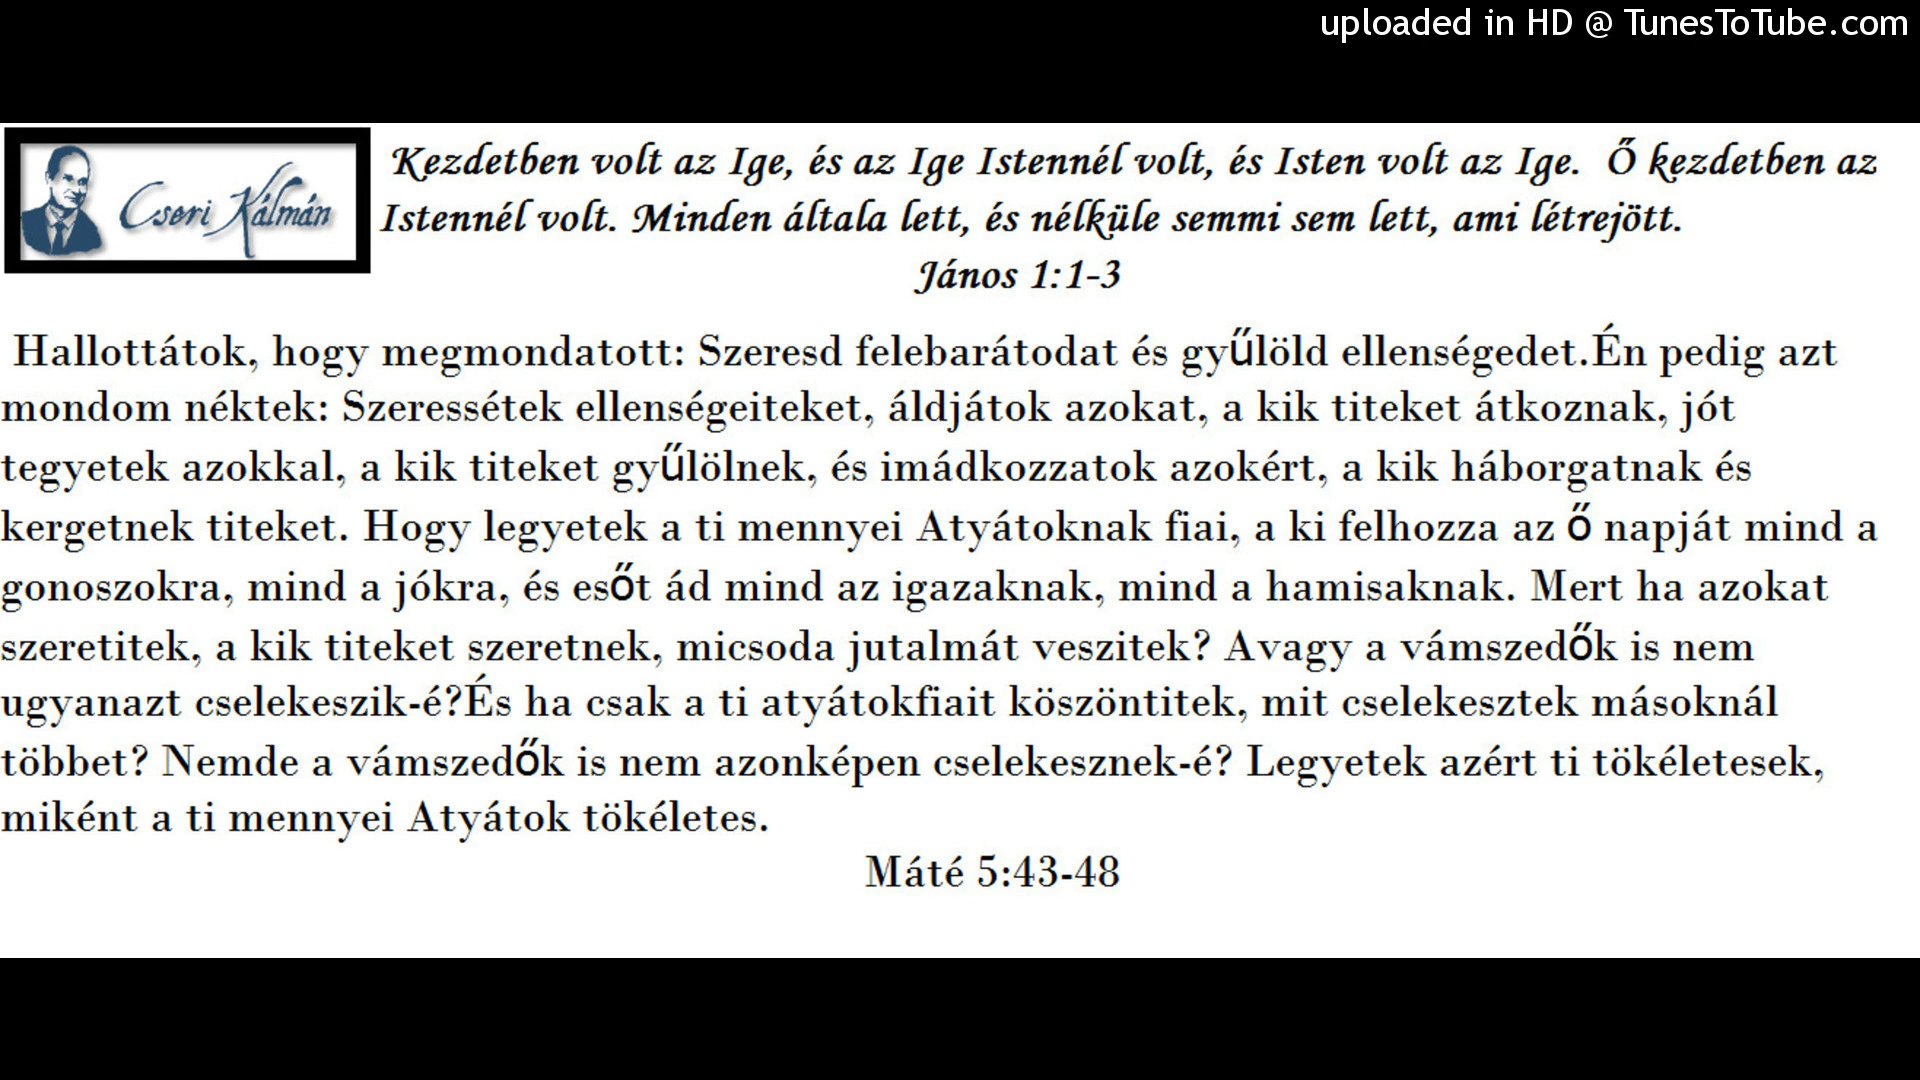 uploaded in HD @ TunesToTube.com
Cseri Kálmán
Kezdetben volt az Ige, és az Ige Istennél volt, és Isten volt az Ige. Ő kezdetben az
Istennél volt. Minden általa lett, és nélküle semmi sem lett, ami létrejött.
János 1:1-3
Hallottátok, hogy megmondatott: Szeresd felebarátodat és gyűlöld ellenségedet.Én pedig azt
mondom néktek: Szeressétek ellenségeiteket, áldjátok azokat, a kik titeket átkoznak, jót
tegyetek azokkal, a kik titeket gyűlölnek, és imádkozzatok azokért, a kik háborgatnak és
kergetnek titeket. Hogy legyetek a ti mennyei Atyátoknak fiai, a ki felhozza az ő napját mind a
gonoszokra, mind a jókra, és esőt ád mind az igazaknak, mind a hamisaknak. Mert ha azokat
szeretitek, a kik titeket szeretnek, micsoda jutalmát veszitek? Avagy a vámszedők is nem
ugyanazt cselekeszik-é?És ha csak a ti atyátokfiait köszöntitek, mit cselekesztek másoknál
többet? Nemde a vámszedők is nem azonképen cselekesznek-é? Legyetek azért ti tökéletesek,
miként a ti mennyei Atyátok tökéletes.
Máté 5:43-48